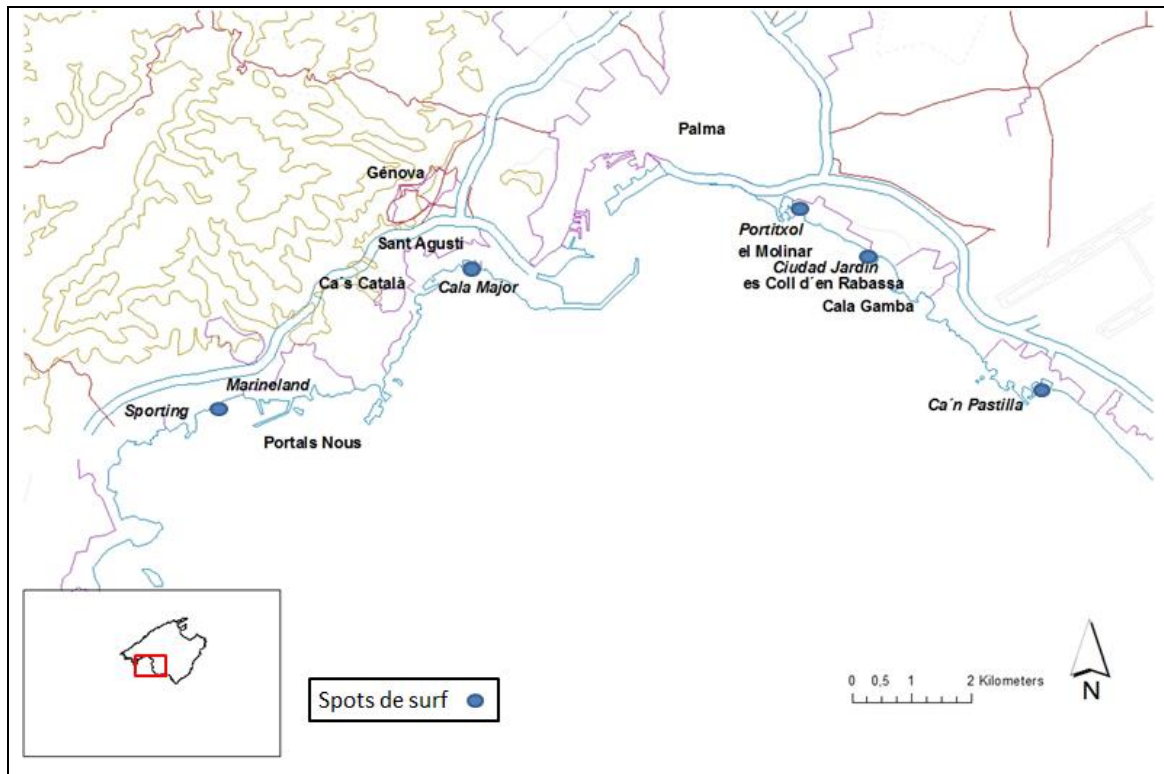 Palma
Génova
Portitxol
Sant Agustí
el Molinar
Ciudad Jardín
Ca´s Català
Cala Major
es Coll d´en Rabassa
Cala Gamba
Marineland
Sporting
Ca´n Pastilla
Portals Nous
Spots de surf
0 0,5 1 2 Kilometers
N